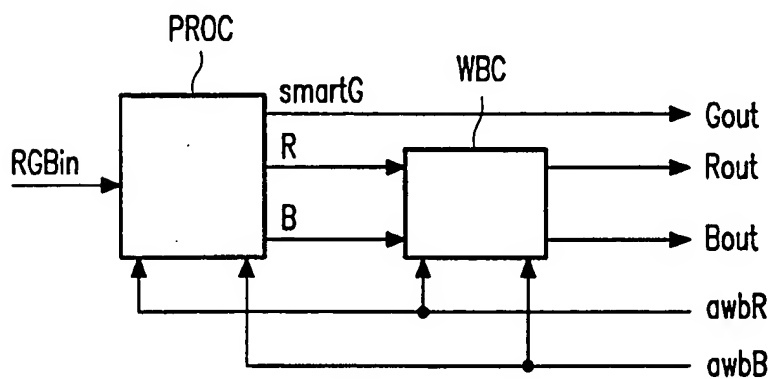 PROC
smartG
WBC
Gout
R
Rout
RGBin
B
Bout
awbR
awbB